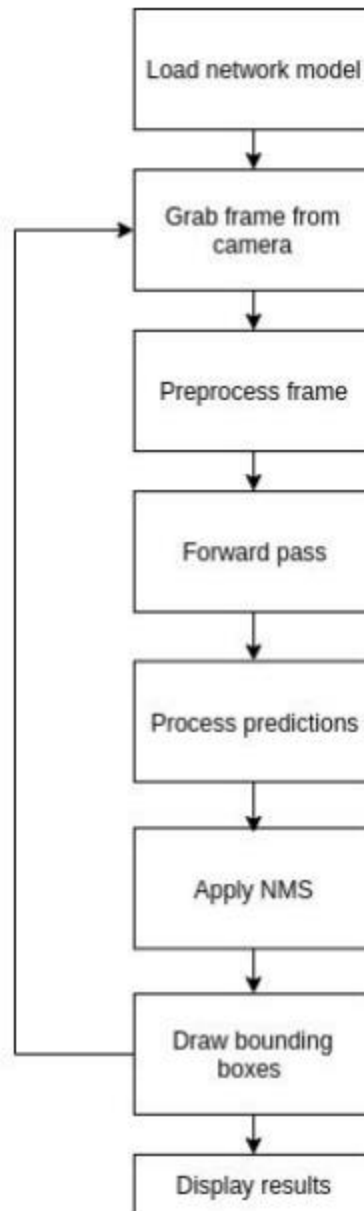 Load network model
Grab frame from
camera
Preprocess frame
Forward pass
Process predictions
Apply NMS
Draw bounding
boxes
Display results